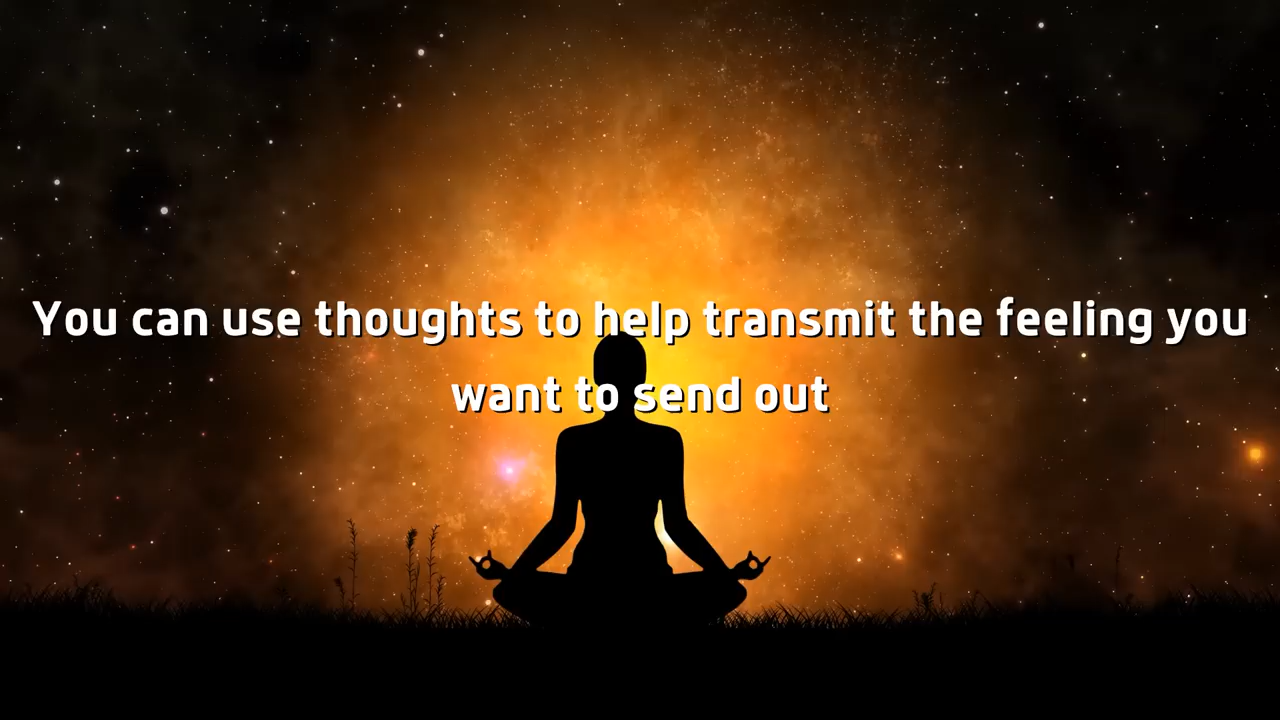 You can use thoughts to help transmit the feeling you
want to send out